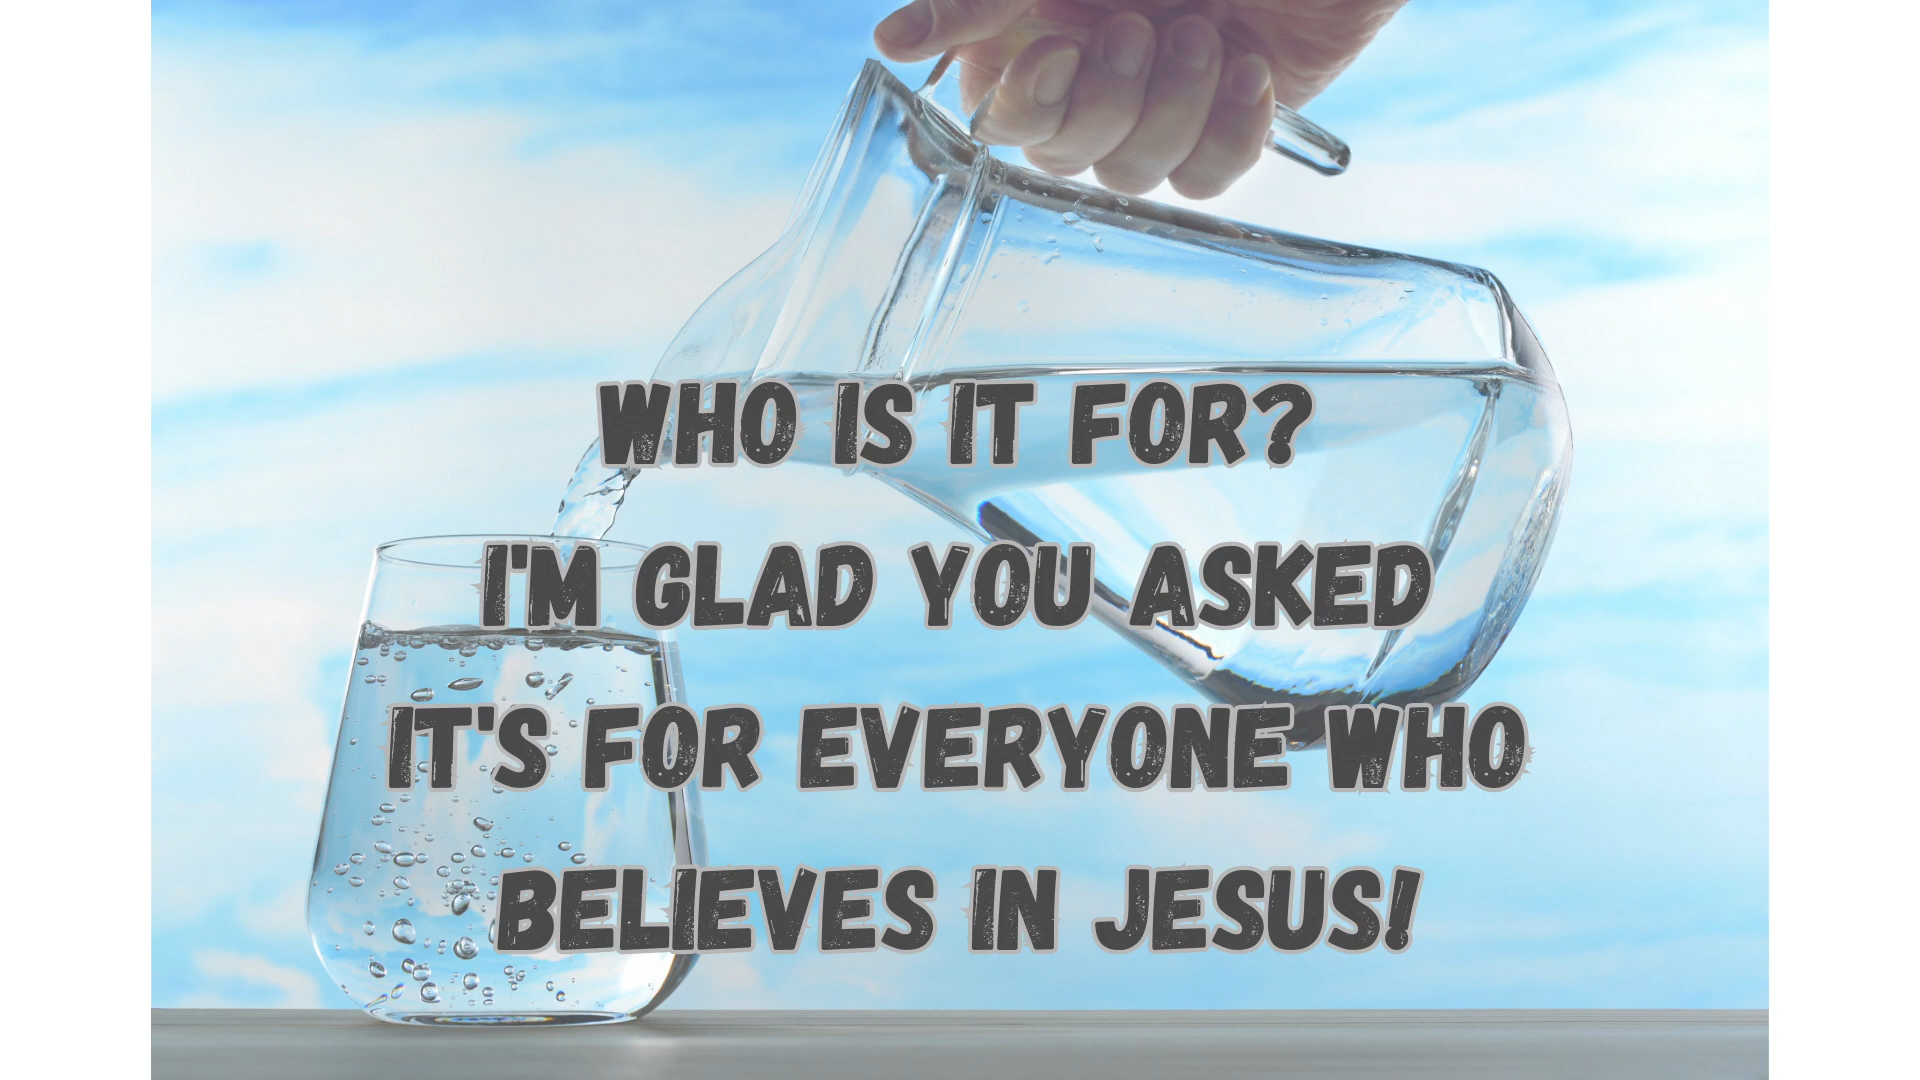 WHO IS IT FOR?
I'M GLAD YOU ASKED
IT'S FOR EVERYONE WHO
BELIEVES IN JESUS!